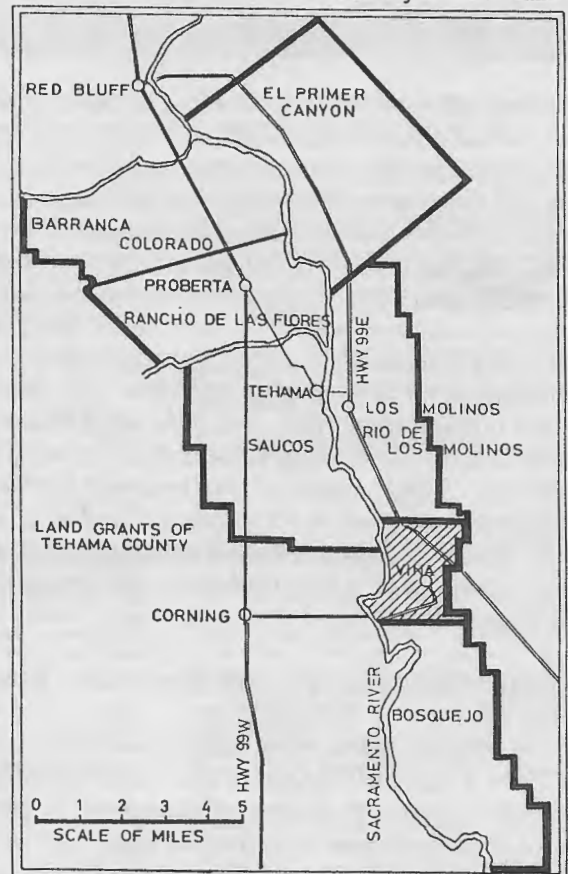 RED BLUFF
EL PRIMER
CANYON
BARRANCA
COLORADO
PROBERTA
RANCHO DE LAS FLORES
HWY 99E
TEHAMA
LOS MOLINOS
RIO DE
LOS MOLINOS
SAUCOS
LAND GRANTS OF
TEHAMA COUNTY
VINA
CORNING
SACRAMENTO RIVER
BOSQUEJO
HWY 99W
0 1 2 3 4 5
SCALE OF MILES